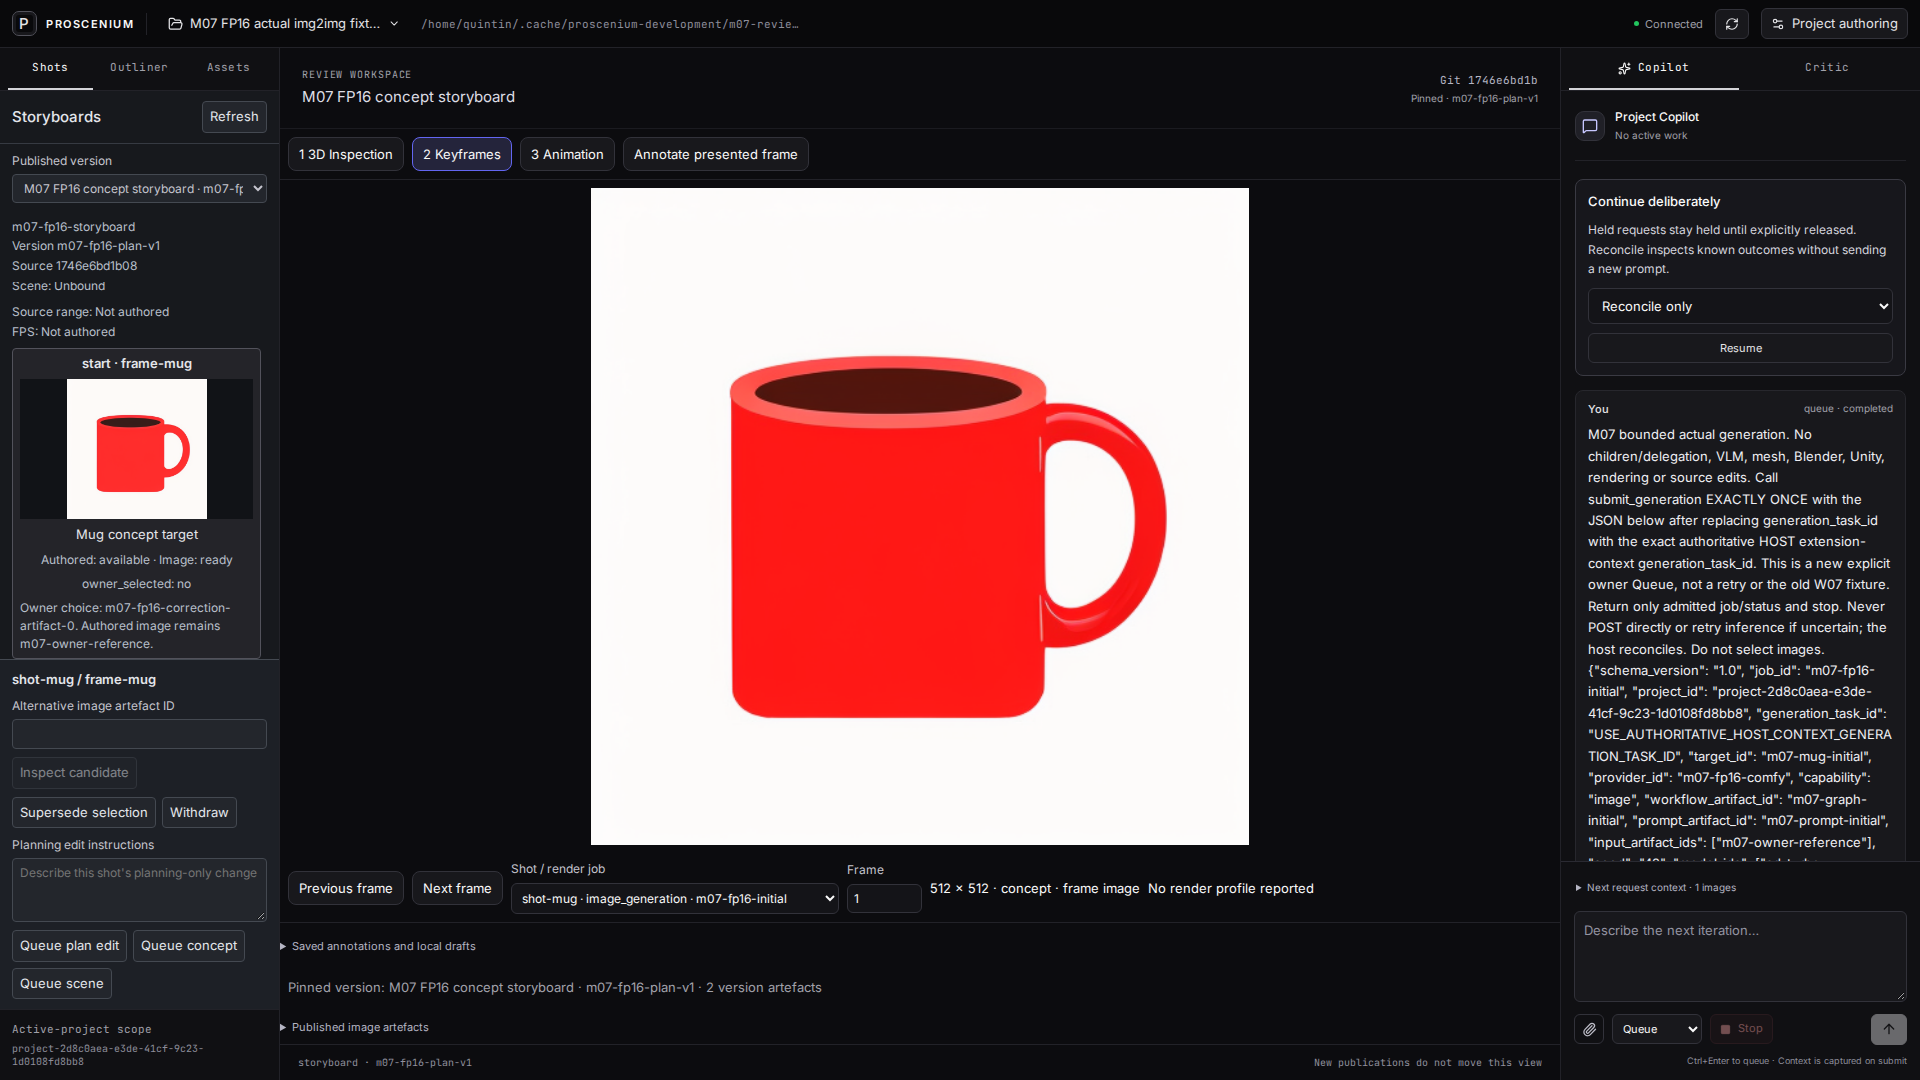 P PROSCENIUM M07 FP16 actual img2img fixt... /home/quintin/.cache/proscenium-development/m07-revie… Connected Project authoring
Shots Outliner Assets
Storyboards Refresh
Published version
M07 FP16 concept storyboard · m07-fp
m07-fp16-storyboard
Version m07-fp16-plan-v1
Source 1746e6bd1b08
Scene: Unbound
Source range: Not authored
FPS: Not authored
start · frame-mug
Mug concept target
Authored: available · Image: ready
owner_selected: no
Owner choice: m07-fp16-correction-
artifact-0. Authored image remains
m07-owner-reference.
shot-mug / frame-mug
Alternative image artefact ID
Inspect candidate
Supersede selection Withdraw
Planning edit instructions
Describe this shot's planning-only change
Queue plan edit Queue concept
Queue scene
Active-project scope
project-2d8c0aea-e3de-41cf-9c23-
1d0108fd8bb8
REVIEW WORKSPACE
M07 FP16 concept storyboard
Git 1746e6bd1b
Pinned · m07-fp16-plan-v1
1 3D Inspection 2 Keyframes 3 Animation Annotate presented frame
Shot / render job Frame
Previous frame Next frame shot-mug · image_generation · m07-fp16-initial 1 512 × 512 · concept · frame image No render profile reported
Saved annotations and local drafts
Pinned version: M07 FP16 concept storyboard · m07-fp16-plan-v1 · 2 version artefacts
Published image artefacts
storyboard · m07-fp16-plan-v1 New publications do not move this view
Copilot Critic
Project Copilot
No active work
Continue deliberately
Held requests stay held until explicitly released.
Reconcile inspects known outcomes without sending
a new prompt.
Reconcile only
Resume
You queue · completed
M07 bounded actual generation. No
children/delegation, VLM, mesh, Blender, Unity,
rendering or source edits. Call
submit_generation EXACTLY ONCE with the
JSON below after replacing generation_task_id
with the exact authoritative HOST extension-
context generation_task_id. This is a new explicit
owner Queue, not a retry or the old W07 fixture.
Return only admitted job/status and stop. Never
POST directly or retry inference if uncertain; the
host reconciles. Do not select images.
{"schema_version": "1.0", "job_id": "m07-fp16-
initial", "project_id": "project-2d8c0aea-e3de-
41cf-9c23-1d0108fd8bb8", "generation_task_id":
"USE_AUTHORITATIVE_HOST_CONTEXT_GENERA
TION_TASK_ID", "target_id": "m07-mug-initial",
"provider_id": "m07-fp16-comfy", "capability":
"image", "workflow_artifact_id": "m07-graph-
initial", "prompt_artifact_id": "m07-prompt-initial",
"input_artifact_ids": ["m07-owner-reference"],
Next request context · 1 images
Describe the next iteration...
Queue Stop
Ctrl+Enter to queue · Context is captured on submit